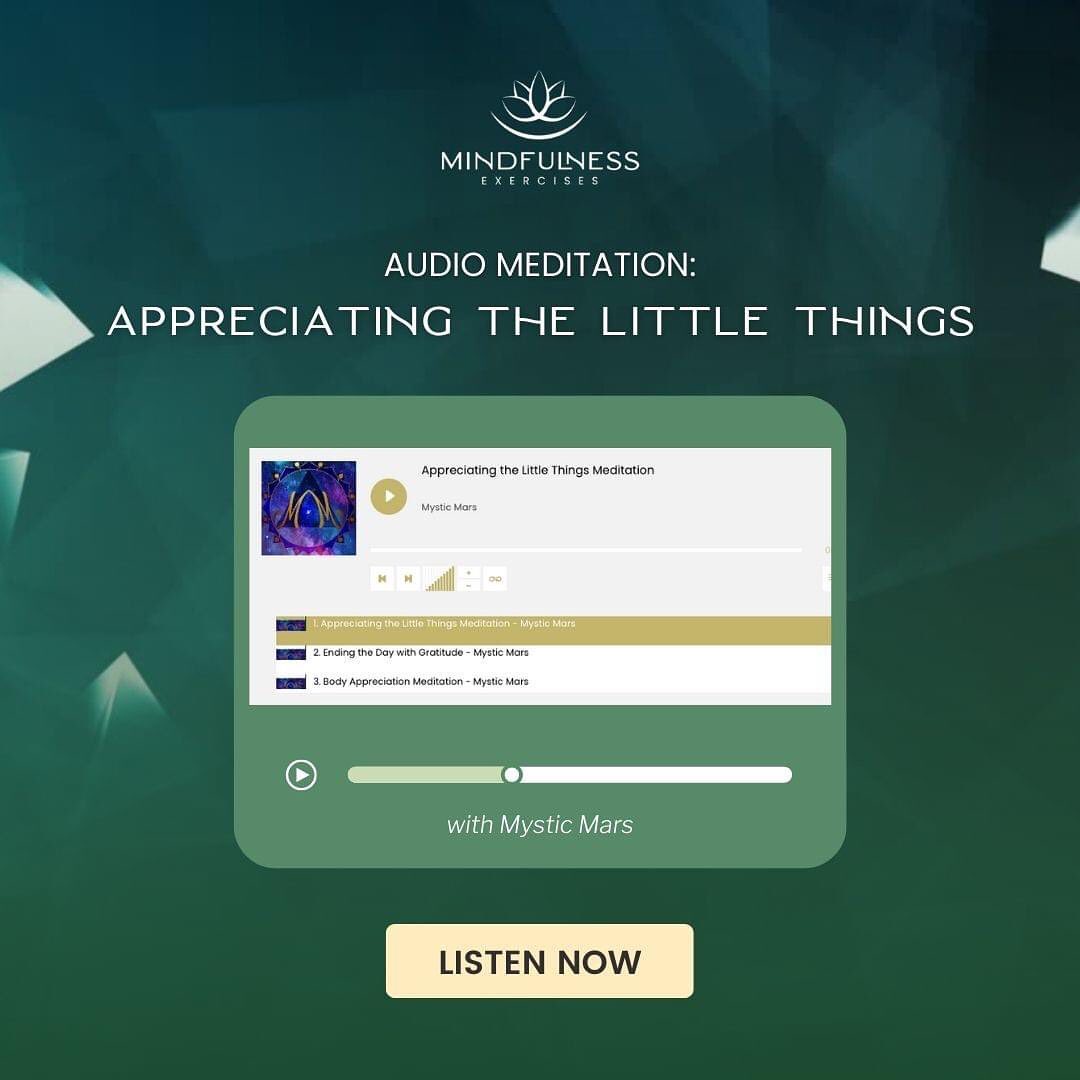 MINDFULNESS
EXERCISES
AUDIO MEDITATION:
APPRECIATING THE LITTLE THINGS
Appreciating the Little Things Meditation
Mystic Mars
1. Appreciating the Little Things Meditation - Mystic Mars
2. Ending the Day with Gratitude - Mystic Mars
3. Body Appreciation Meditation - Mystic Mars
with Mystic Mars
LISTEN NOW